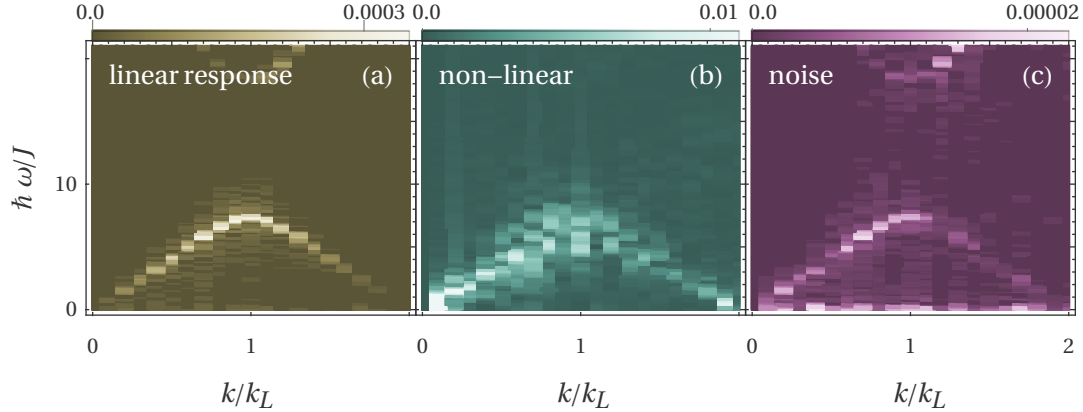 0.0 0.0003 0.0 0.01 0.0 0.00002
linear response (a) non–linear (b) noise (c)
ℏ ω/J
10
0
0 1 0 1 0 1 2
k/k_L k/k_L k/k_L